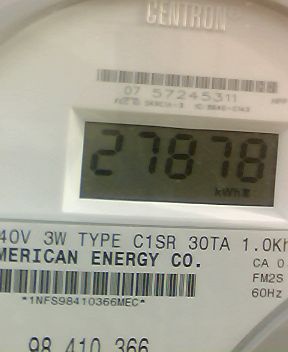 CENTRON®
07 57245311
27878
kWh
40V 3W TYPE C1SR 30TA 1.0Kh
MERICAN ENERGY CO.
CA 0
FM2S
60Hz
*1NFS98410366MEC*
98 410 366